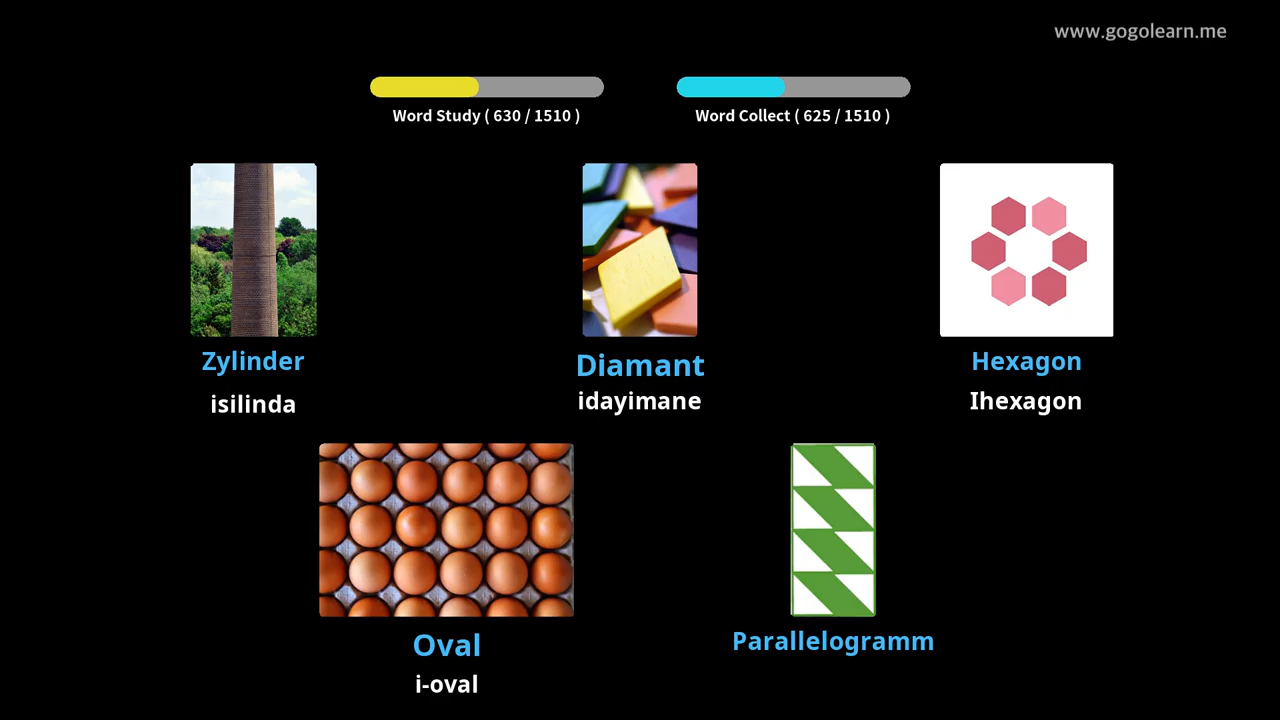 www.gogolearn.me
Word Study ( 630 / 1510 )
Word Collect ( 625 / 1510 )
Zylinder
isilinda
Diamant
idayimane
Hexagon
Ihexagon
Oval
i-oval
Parallelogramm